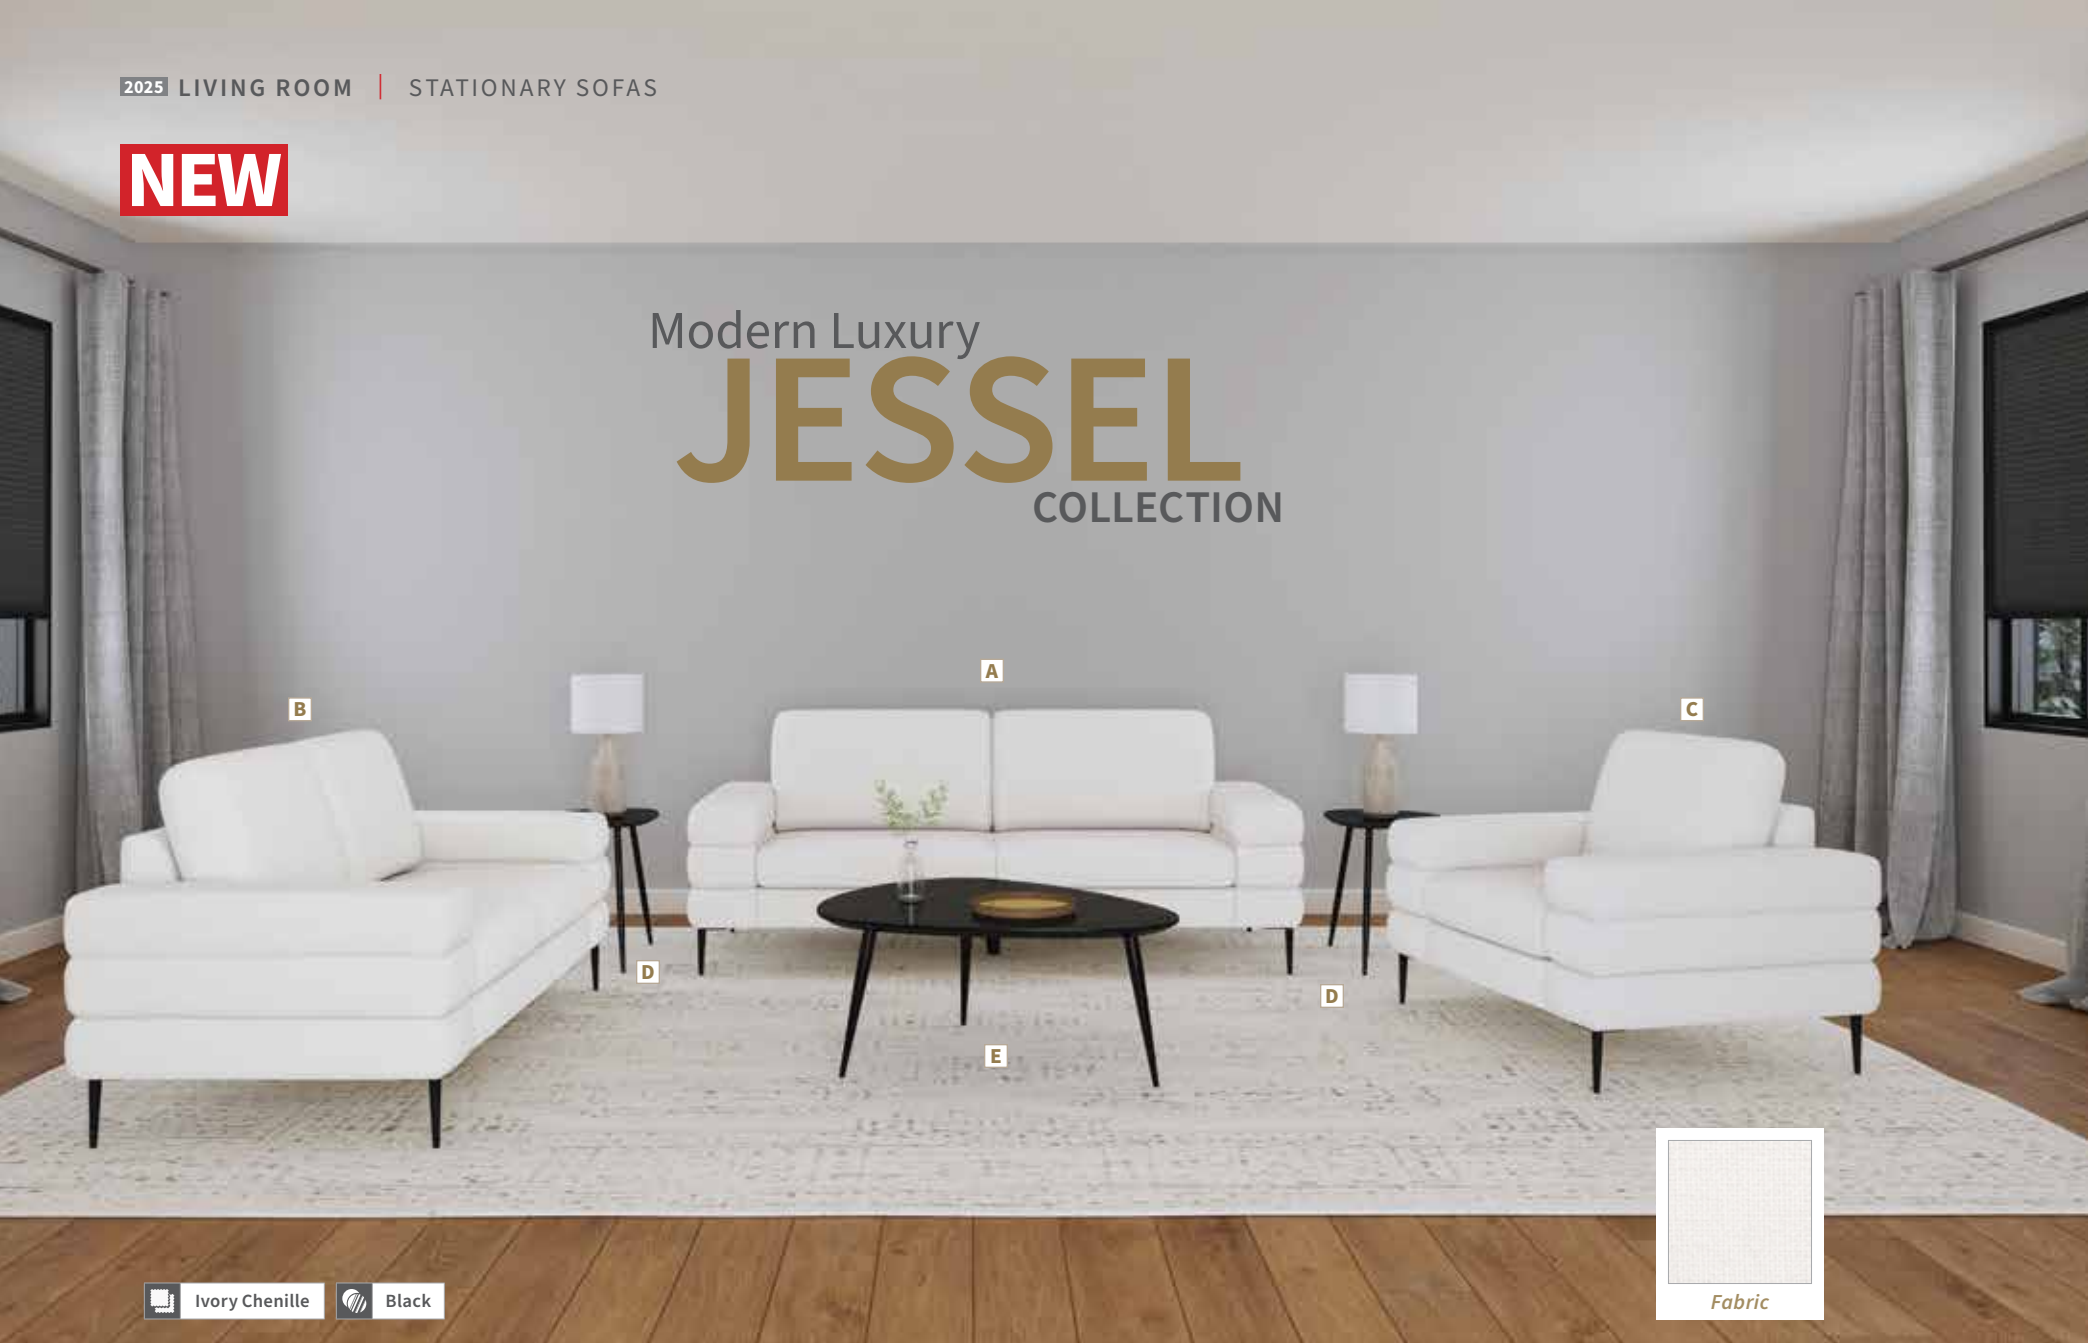 2025 LIVING ROOM | STATIONARY SOFAS
NEW
Modern Luxury
JESSEL
COLLECTION
A
B
C
D
D
E
Ivory Chenille
Black
Fabric